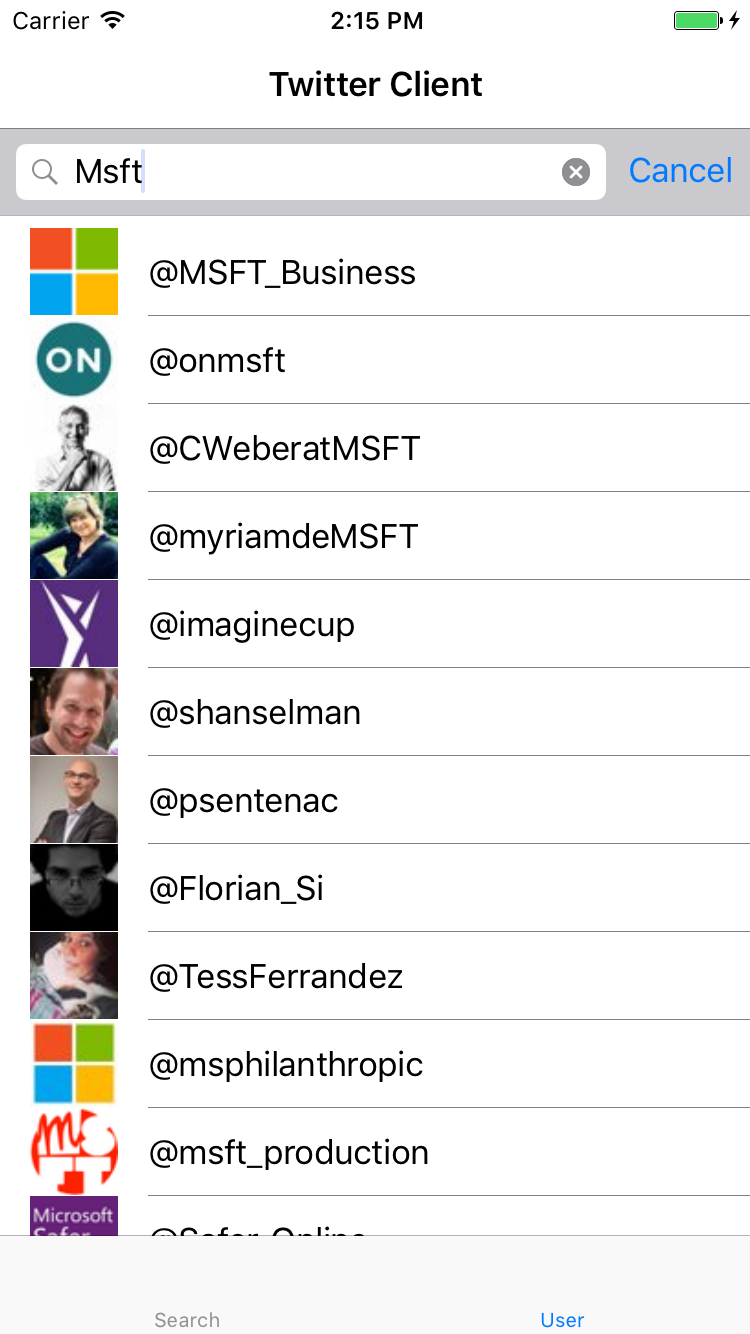 Carrier 2:15 PM
Twitter Client
Msft Cancel
@MSFT_Business
ON
@onmsft
@CWeberatMSFT
@myriamdeMSFT
@imaginecup
@shanselman
@psentenac
@Florian_Si
@TessFerrandez
@msphilanthropic
@msft_production
Microsoft
Safer
@Safer_Online
Search User